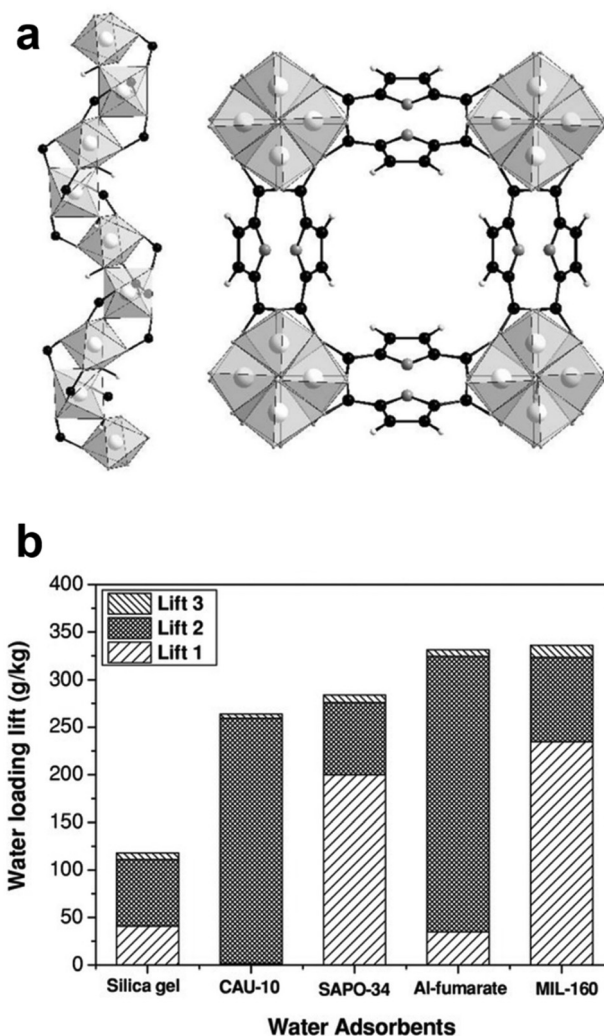 a
b
400
350
300
250
200
150
100
50
0
Water loading lift (g/kg)
Lift 3
Lift 2
Lift 1
Silica gel CAU-10 SAPO-34 Al-fumarate MIL-160
Water Adsorbents